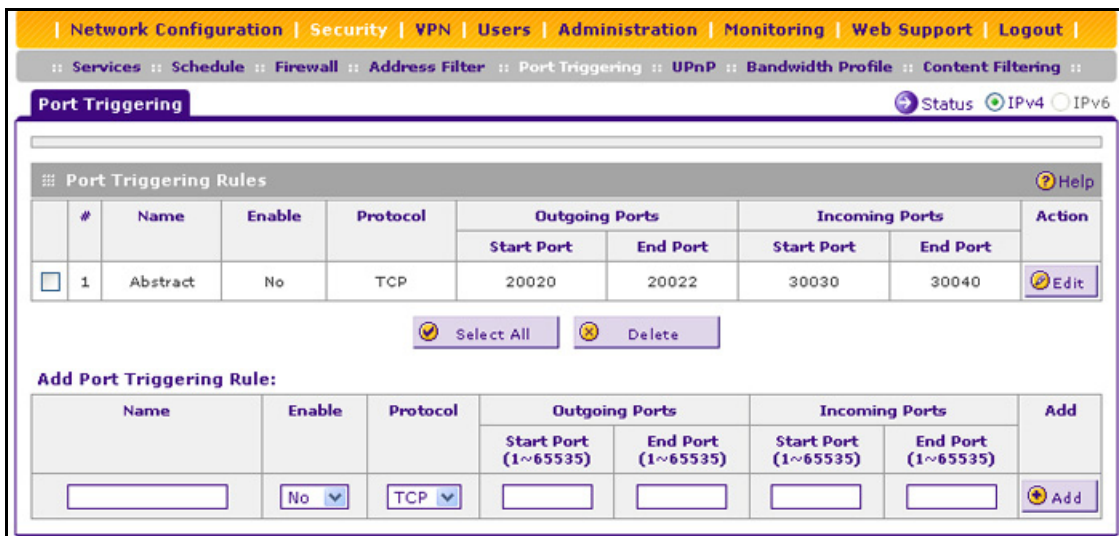 | Network Configuration | Security | VPN | Users | Administration | Monitoring | Web Support | Logout |
:: Services :: Schedule :: Firewall :: Address Filter :: Port Triggering :: UPnP :: Bandwidth Profile :: Content Filtering ::
Port Triggering Status IPv4 IPv6
Port Triggering Rules Help
# Name Enable Protocol Outgoing Ports Incoming Ports Action
Start Port End Port Start Port End Port
1 Abstract No TCP 20020 20022 30030 30040 Edit
Select All Delete
Add Port Triggering Rule:
Name Enable Protocol Outgoing Ports Incoming Ports Add
Start Port End Port Start Port End Port
(1~65535) (1~65535) (1~65535) (1~65535)
No TCP Add